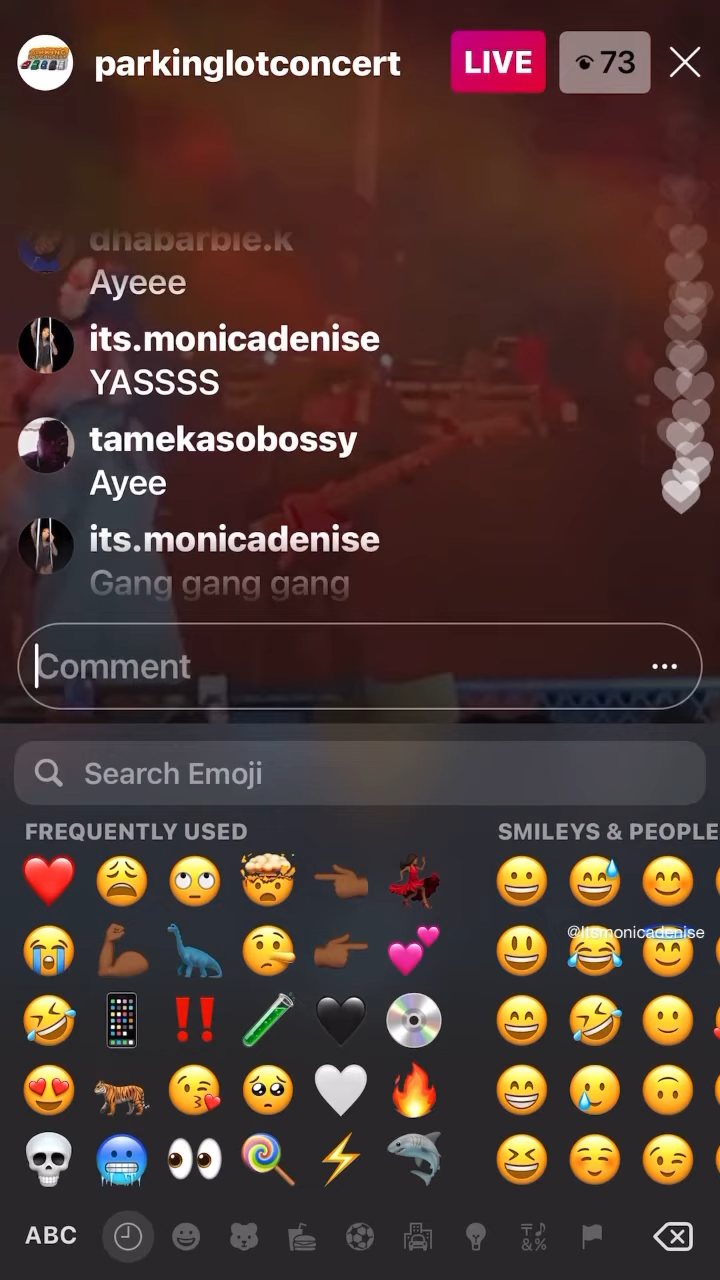 parkinglotconcert LIVE 73
dhabarbie.k
Ayeee
its.monicadenise
YASSSS
tamekasobossy
Ayee
its.monicadenise
Gang gang gang
Comment
Search Emoji
FREQUENTLY USED SMILEYS & PEOPLE
@Itsmonicadenise
ABC